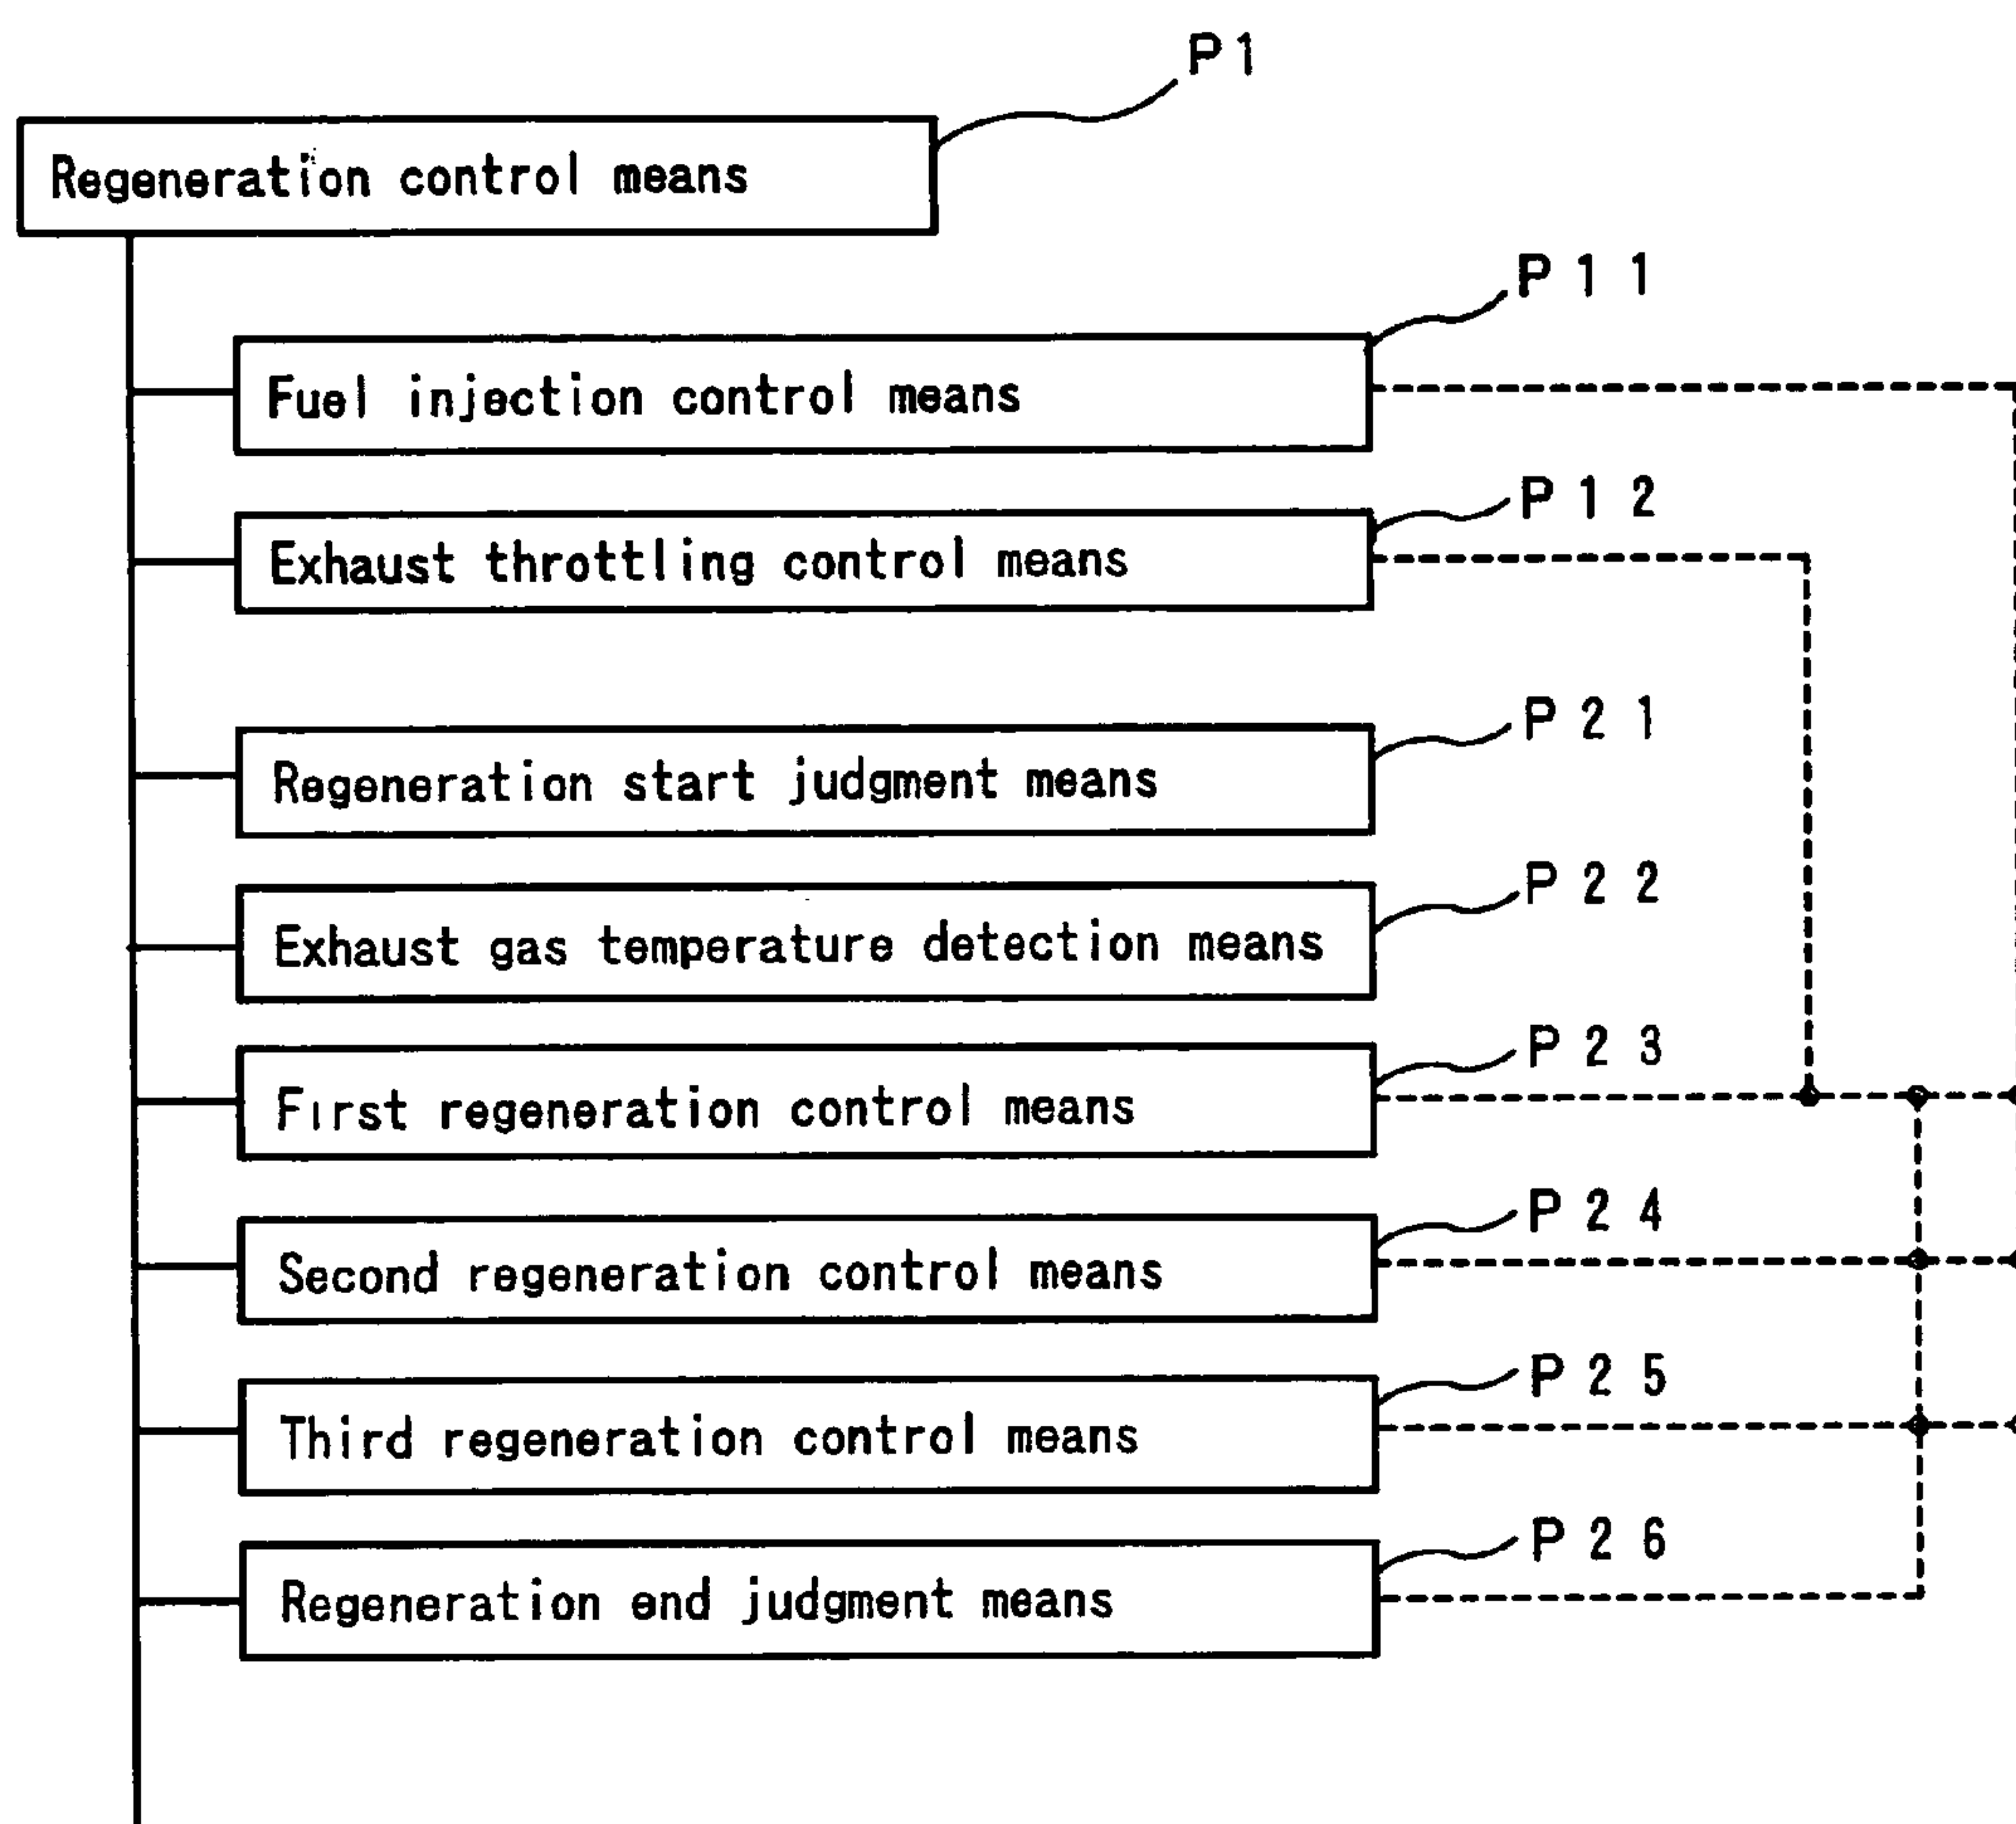 P1
Regeneration control means
P11
Fuel injection control means
P12
Exhaust throttling control means
P21
Regeneration start judgment means
P22
Exhaust gas temperature detection means
P23
First regeneration control means
P24
Second regeneration control means
P25
Third regeneration control means
P26
Regeneration end judgment means